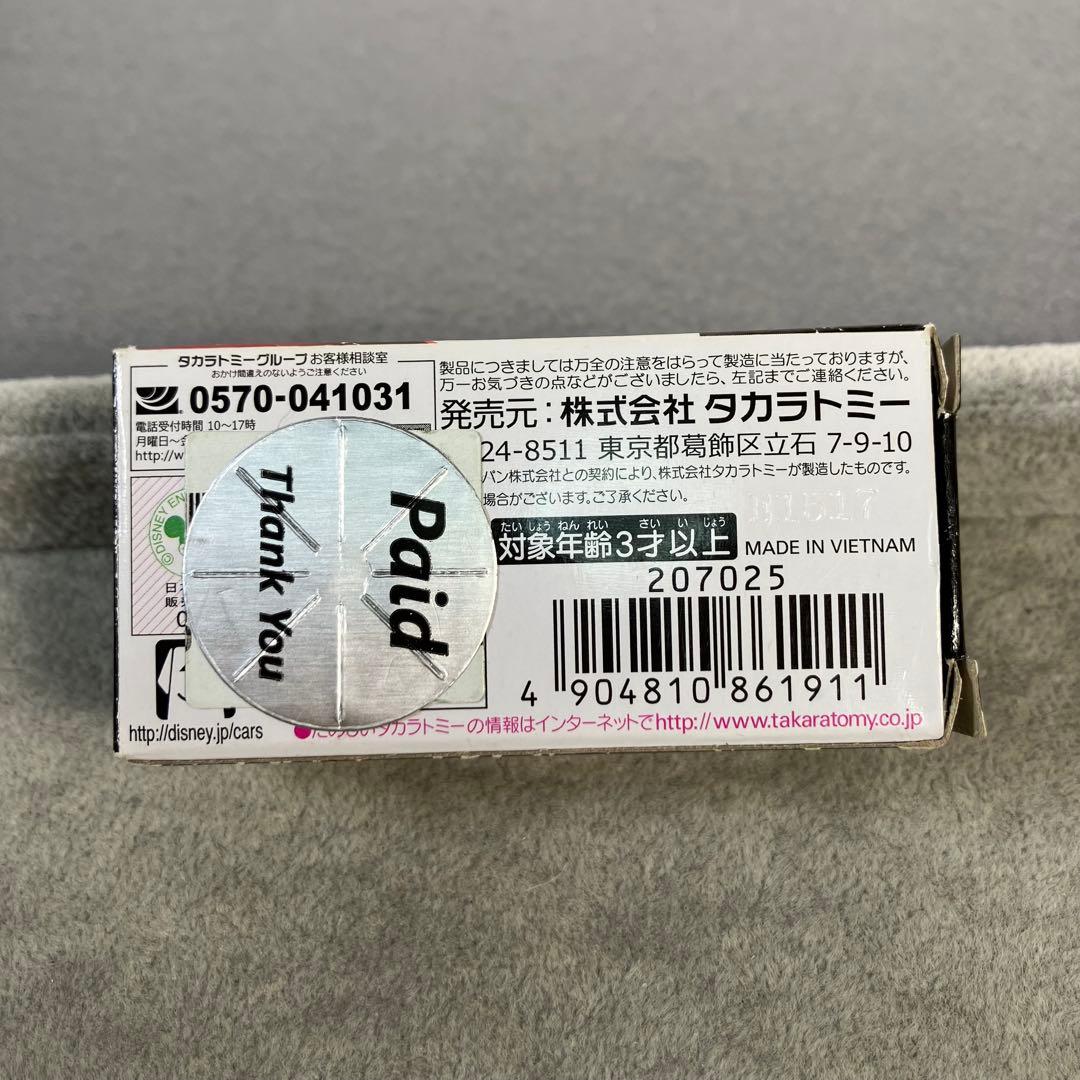 タカラトミーグループ お客様相談室
おかけ間違えのないようご注意ください
0570-041031
電話受付時間 10〜17時
月曜日〜
http://w
©DISNEY EN
http://disney.jp/cars
Paid
Thank You
製品につきましては万全の注意をはらって製造に当たっておりますが、
万一お気づきの点などがございましたら、左記までご連絡ください。
発売元：株式会社 タカラトミー
24-8511 東京都葛飾区立石 7-9-10
パン株式会社との契約により、株式会社タカラトミーが製造したものです。
場合がございます。ご了承ください。
たいしょうねんれい さいいじょう
対象年齢3才以上 MADE IN VIETNAM
207025
4 904810 861911
タカラトミーの情報はインターネットでhttp://www.takaratomy.co.jp